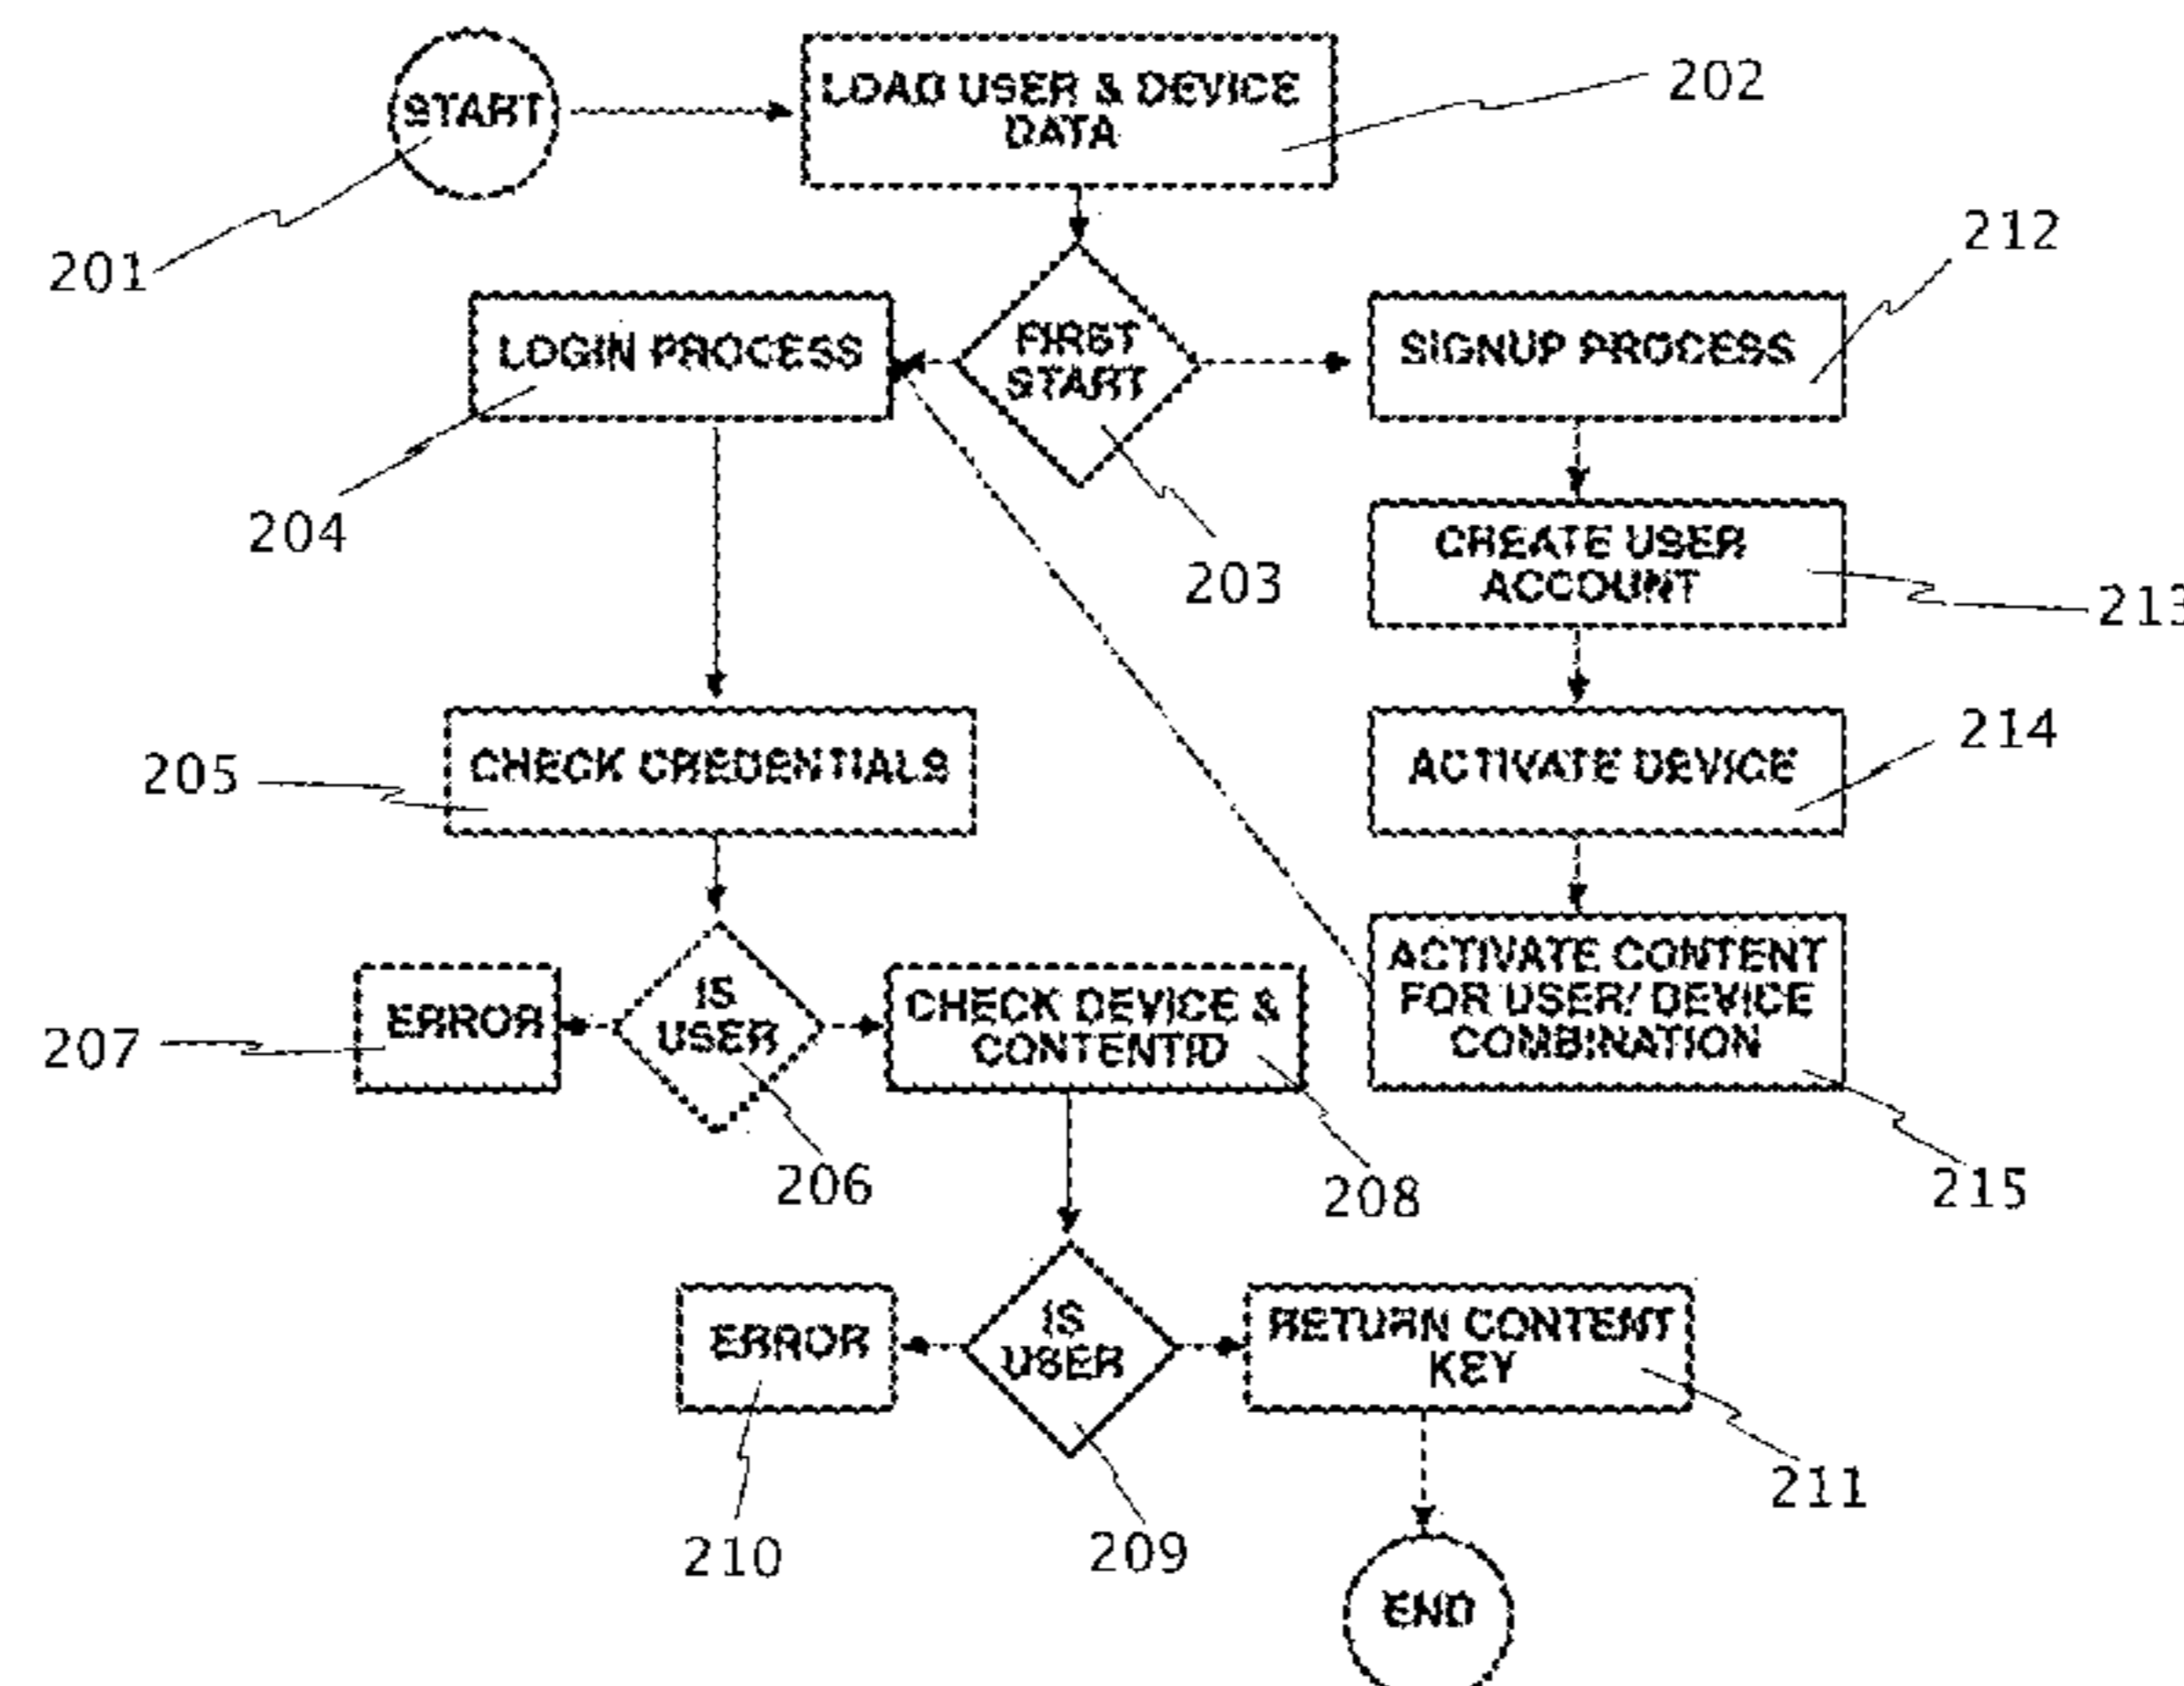 START
LOAD USER & DEVICE
DATA
202
201
212
LOGIN PROCESS
FIRST
START
SIGNUP PROCESS
204
203
CREATE USER
ACCOUNT
213
CHECK CREDENTIALS
205
ACTIVATE DEVICE
214
ERROR
207
IS
USER
206
CHECK DEVICE &
CONTENTID
208
ACTIVATE CONTENT
FOR USER/ DEVICE
COMBINATION
215
ERROR
210
IS
USER
209
RETURN CONTENT
KEY
211
END